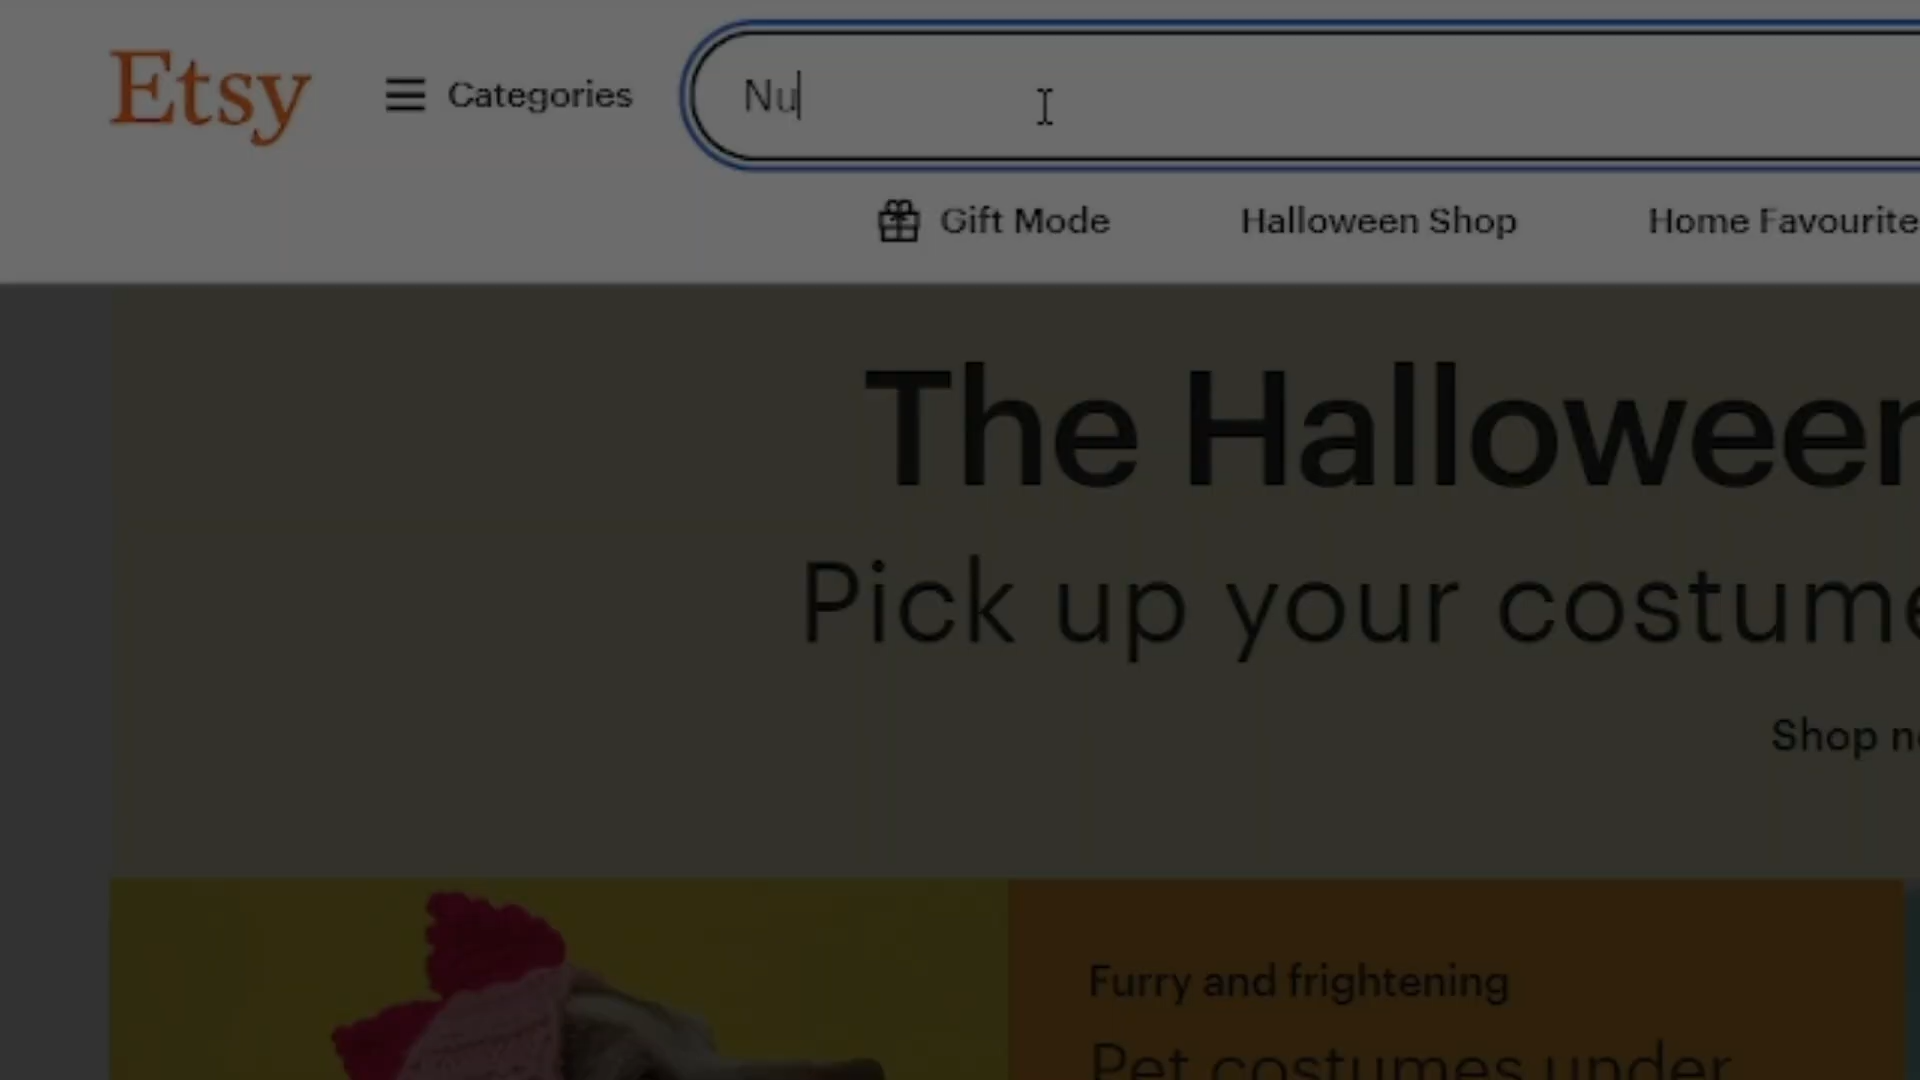 Etsy
Categories
Nu
Gift Mode
Halloween Shop
Home Favourite
The Halloween
Pick up your costume
Shop n
Furry and frightening
Pet costumes under